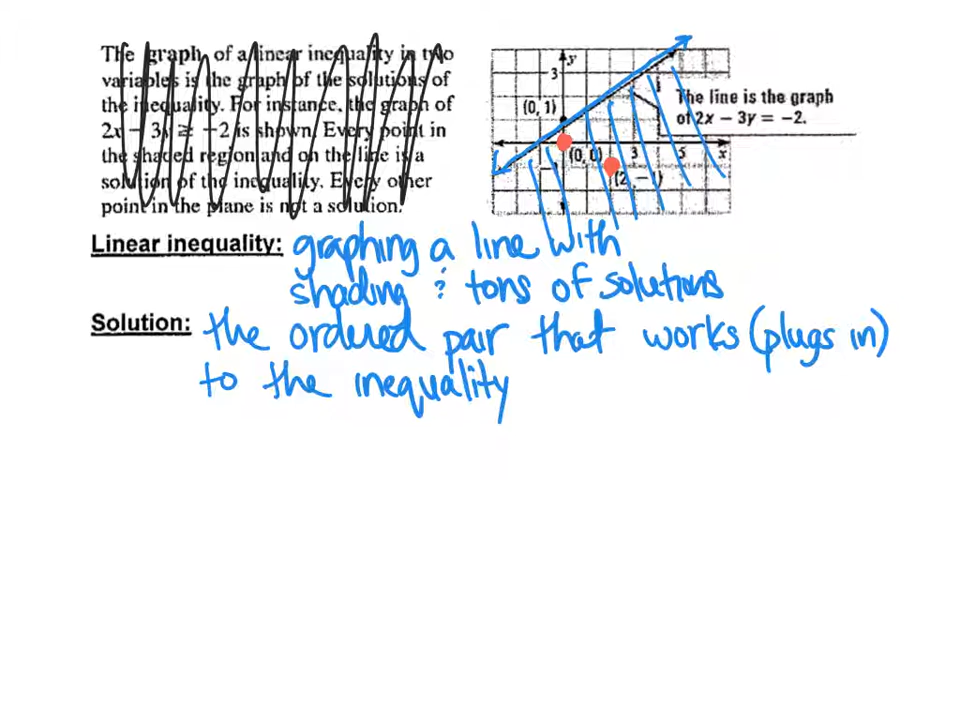 The graph of a linear inequality in two
variables is the graph of the solutions of
the inequality. For instance, the graph of
2x − 3y ≥ −2 is shown. Every point in
the shaded region and on the line is a
solution of the inequality. Every other
point in the plane is not a solution.
y
3
(0, 1)
The line is the graph
of 2x − 3y = −2.
(0, 0)
3
5
x
(2, −1)
Linear inequality: graphing a line with
shading & tons of solutions
Solution: the ordered pair that works (plugs in)
to the inequality